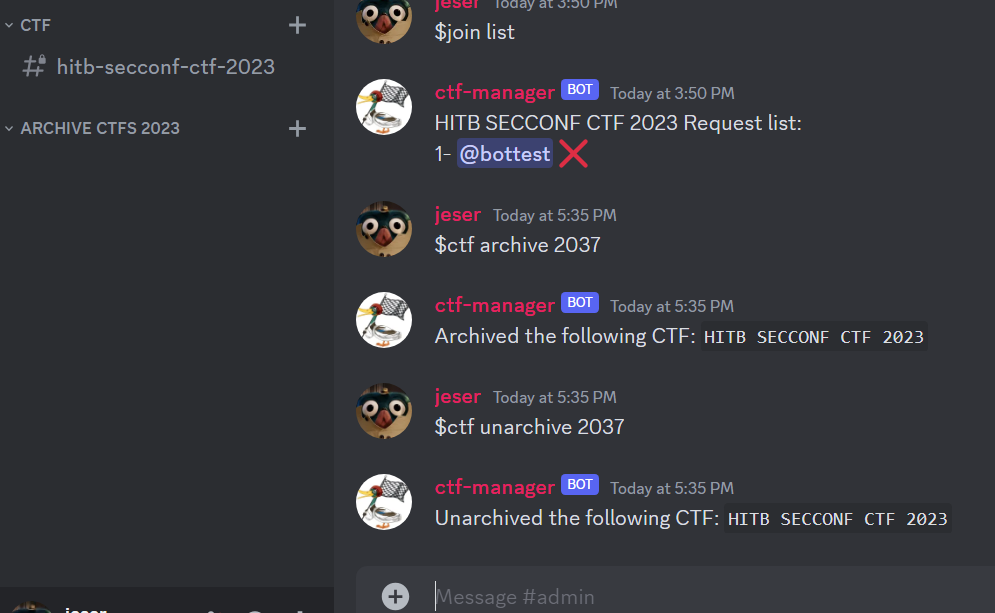 CTF
hitb-secconf-ctf-2023
ARCHIVE CTFS 2023
jeser Today at 3:50 PM
$join list
ctf-manager BOT Today at 3:50 PM
HITB SECCONF CTF 2023 Request list:
1- @bottest
jeser Today at 5:35 PM
$ctf archive 2037
ctf-manager BOT Today at 5:35 PM
Archived the following CTF: HITB SECCONF CTF 2023
jeser Today at 5:35 PM
$ctf unarchive 2037
ctf-manager BOT Today at 5:35 PM
Unarchived the following CTF: HITB SECCONF CTF 2023
Message #admin
jeser